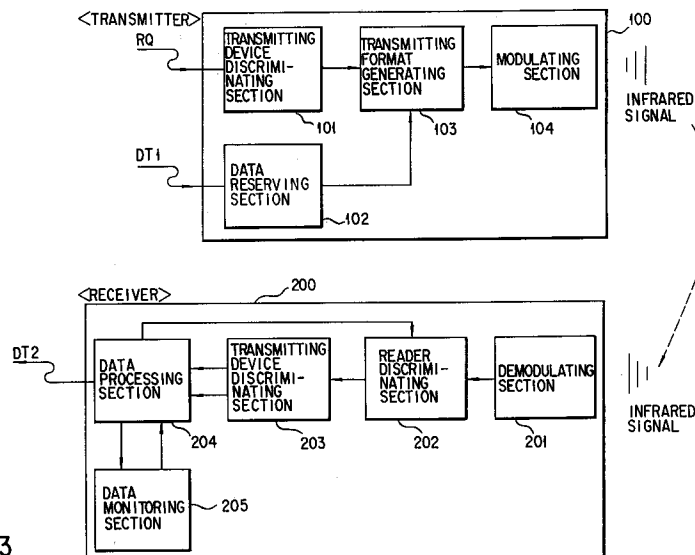 <TRANSMITTER>
100
RQ
TRANSMITTING
DEVICE
DISCRIMI-
NATING
SECTION
101
TRANSMITTING
FORMAT
GENERATING
SECTION
103
MODULATING
SECTION
104
INFRARED
SIGNAL
DT1
DATA
RESERVING
SECTION
102
<RECEIVER>
200
DT2
DATA
PROCESSING
SECTION
204
TRANSMITTING
DEVICE
DISCRIMI-
NATING
SECTION
203
READER
DISCRIMI-
NATING
SECTION
202
DEMODULATING
SECTION
201
INFRARED
SIGNAL
DATA
MONITORING
SECTION
205
3